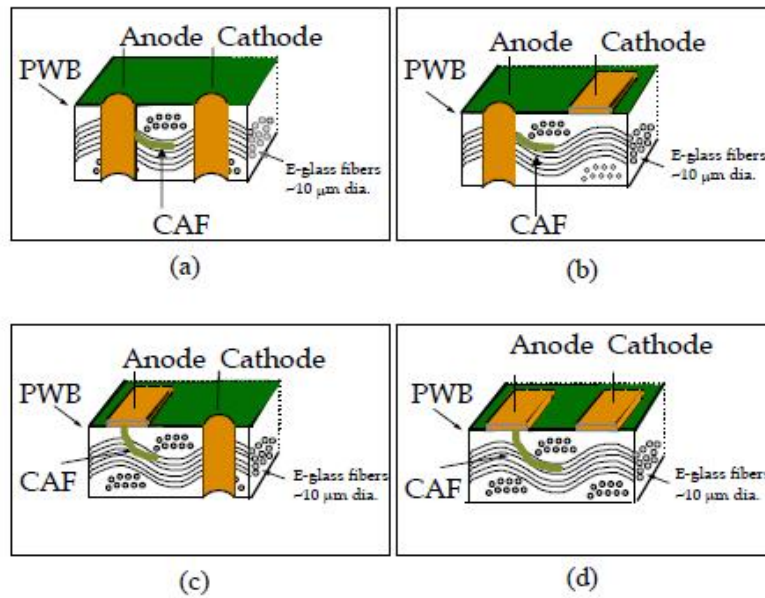 Anode Cathode
PWB
E-glass fibers
~10 μm dia.
CAF
(a)
Anode Cathode
PWB
E-glass fibers
~10 μm dia.
CAF
(b)
Anode Cathode
PWB
CAF
E-glass fibers
~10 μm dia.
(c)
Anode Cathode
PWB
CAF
E-glass fibers
~10 μm dia.
(d)